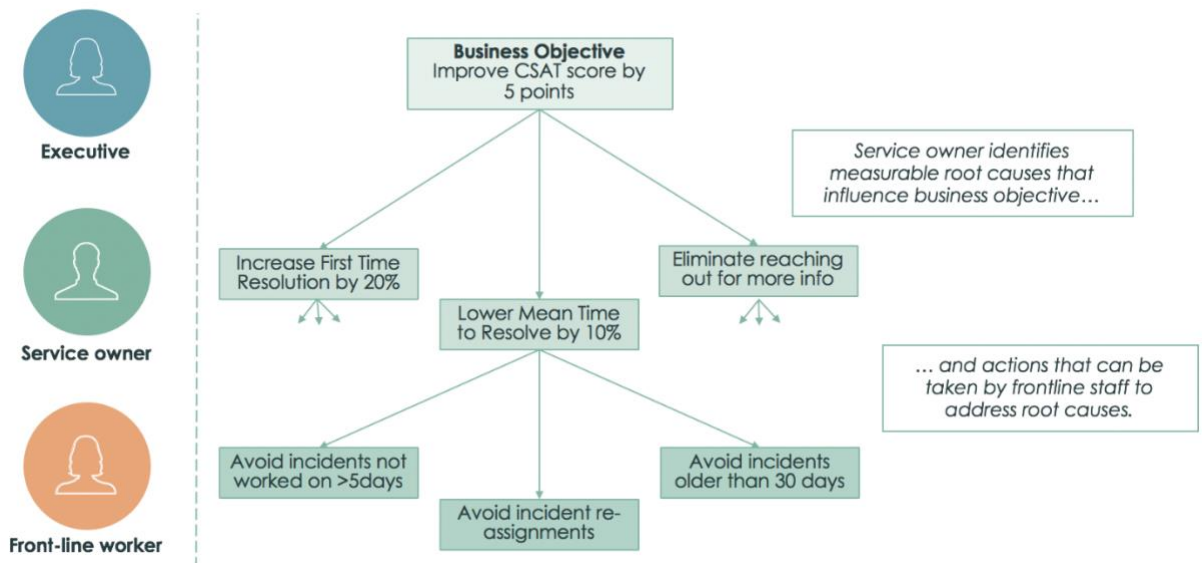 Executive
Service owner
Front-line worker
Business Objective
Improve CSAT score by
5 points
Service owner identifies
measurable root causes that
influence business objective…
Increase First Time
Resolution by 20%
Eliminate reaching
out for more info
Lower Mean Time
to Resolve by 10%
… and actions that can be
taken by frontline staff to
address root causes.
Avoid incidents not
worked on >5days
Avoid incidents
older than 30 days
Avoid incident re-
assignments